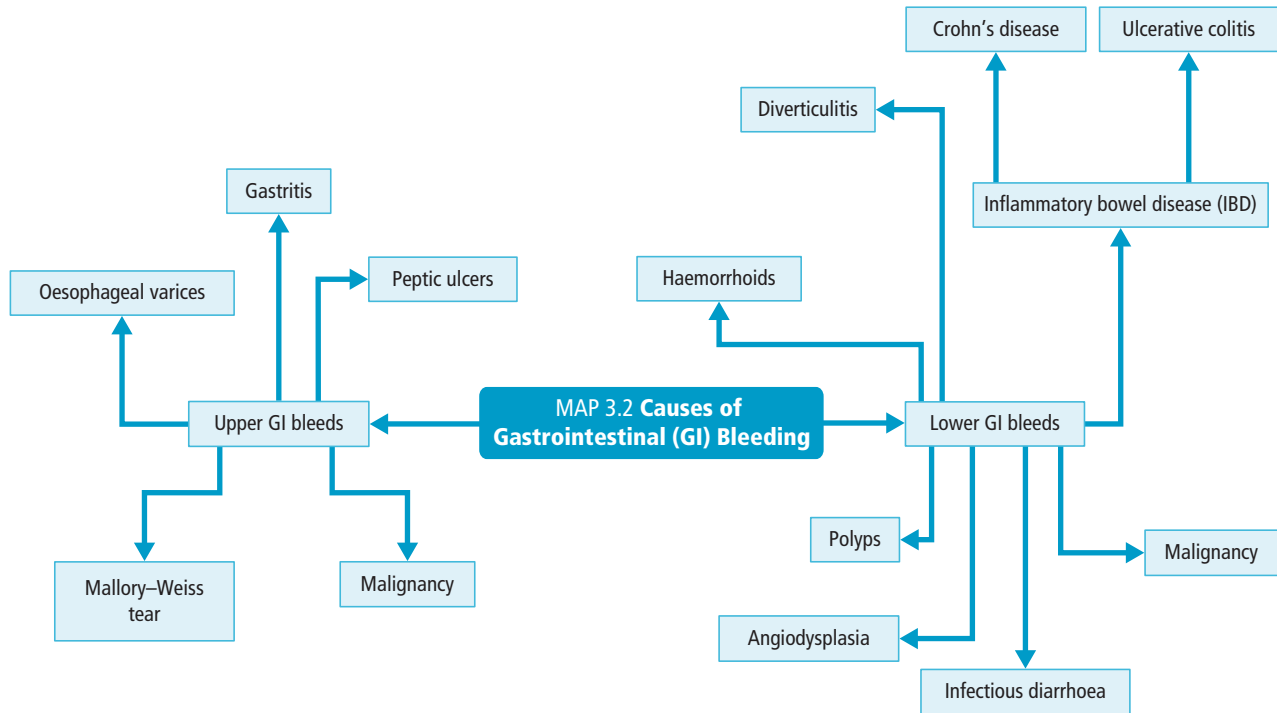 Crohn’s disease
Ulcerative colitis
Diverticulitis
Gastritis
Inflammatory bowel disease (IBD)
Oesophageal varices
Peptic ulcers
Haemorrhoids
Upper GI bleeds
MAP 3.2 Causes of
Gastrointestinal (GI) Bleeding
Lower GI bleeds
Polyps
Malignancy
Mallory–Weiss
tear
Malignancy
Angiodysplasia
Infectious diarrhoea